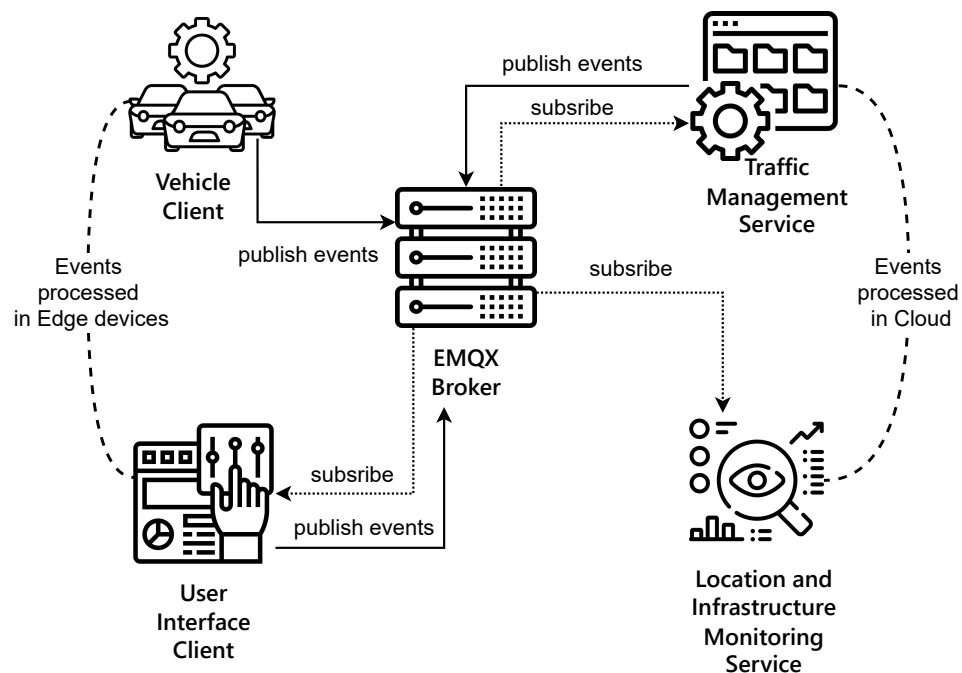 publish events
subsribe
Traffic
Management
Service
Vehicle
Client
publish events
subsribe
Events
processed
in Edge devices
Events
processed
in Cloud
EMQX
Broker
subsribe
publish events
User
Interface
Client
Location and
Infrastructure
Monitoring
Service